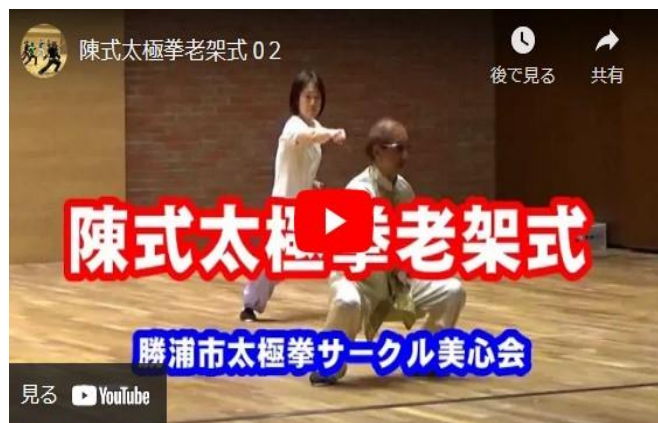 陳式太極拳老架式 0 2
後で見る
共有
陳式太極拳老架式
勝浦市太極拳サークル美心会
見る YouTube